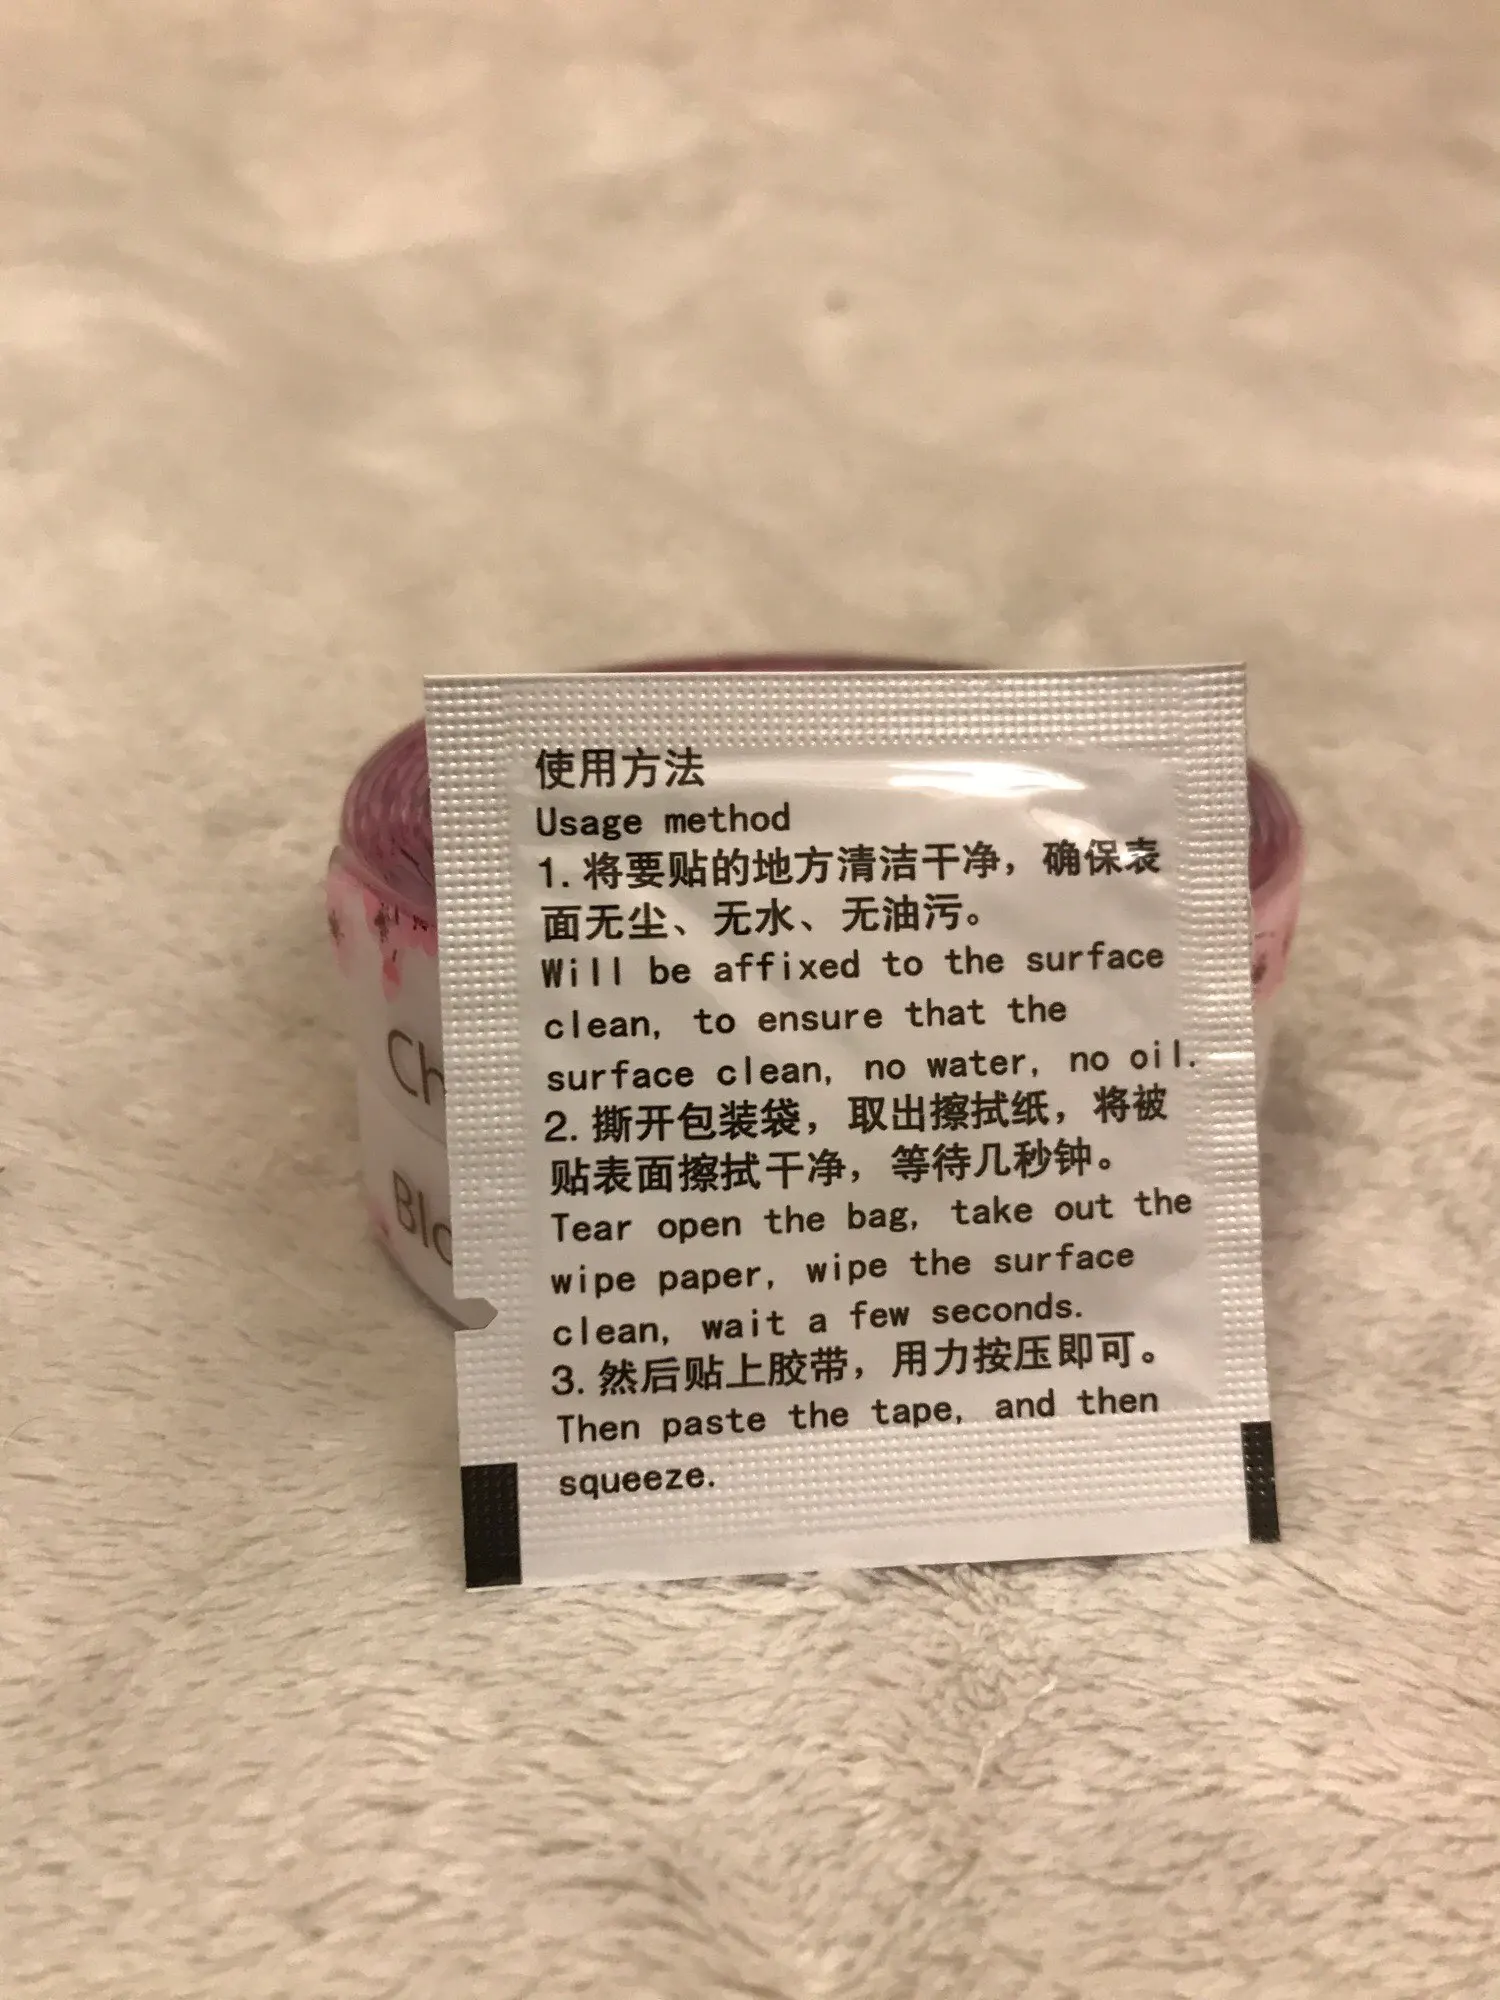 使用方法
Usage method
1. 将要贴的地方清洁干净，确保表
面无尘、无水、无油污。
Will be affixed to the surface
clean, to ensure that the
surface clean, no water, no oil.
2. 撕开包装袋，取出擦拭纸，将被
贴表面擦拭干净，等待几秒钟。
Tear open the bag, take out the
wipe paper, wipe the surface
clean, wait a few seconds.
3. 然后贴上胶带，用力按压即可。
Then paste the tape, and then
squeeze.